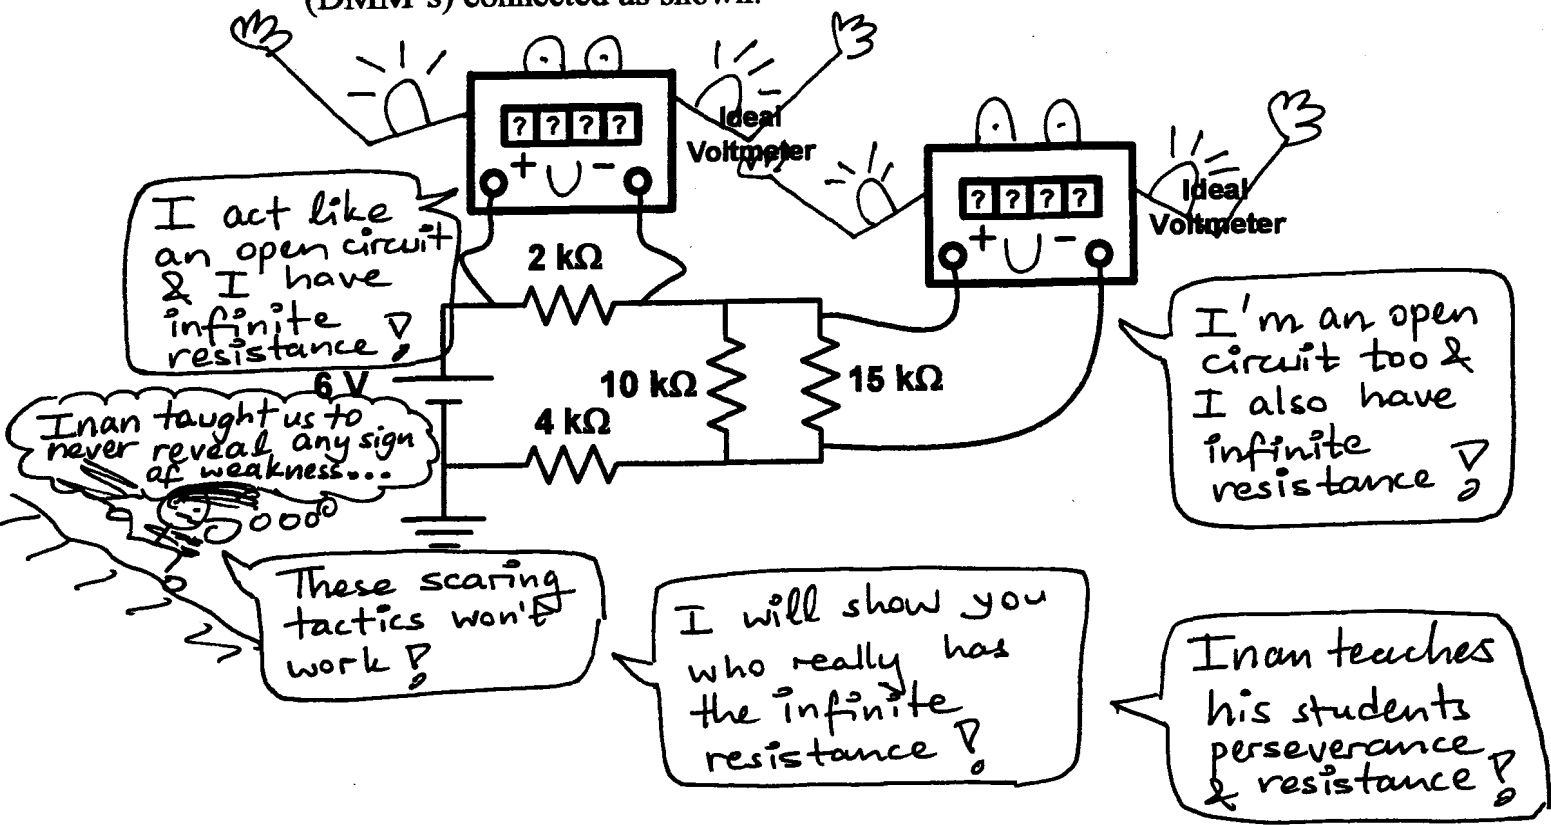 (DMM's) connected as shown.
? ? ? ?
+ -
Ideal
Voltmeter
? ? ? ?
+ -
Ideal
Voltmeter
I act like
an open circuit
& I have
infinite
resistance !
2 kΩ
6 V
10 kΩ
15 kΩ
4 kΩ
I'm an open
circuit too &
I also have
infinite
resistance !
Inan taught us to
never reveal any sign
of weakness...
These scaring
tactics won't
work !
I will show you
who really has
the infinite
resistance !
Inan teaches
his students
perseverance
& resistance !